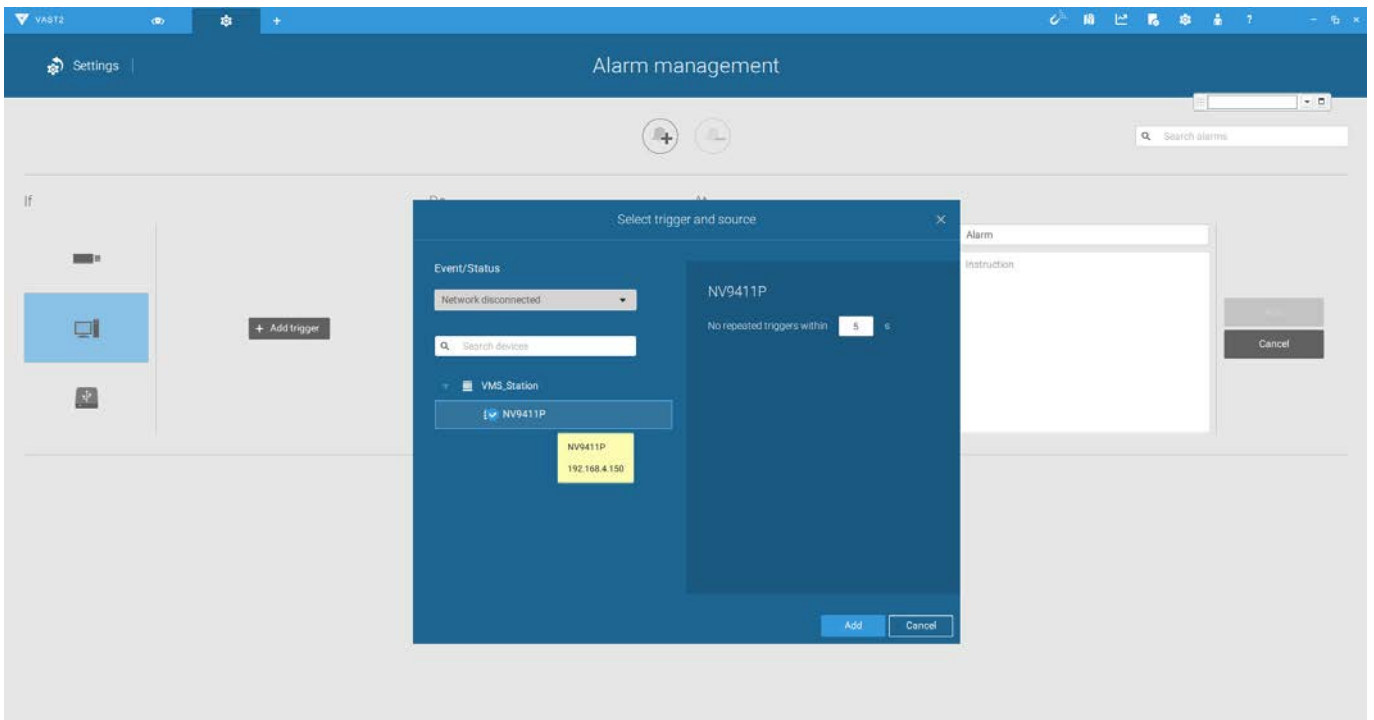 VAST2
+
?
Settings
Alarm management
Search alarms
If
Select trigger and source
Alarm
Instruction
Event/Status
Network disconnected
NV9411P
No repeated triggers within 5 s
+ Add trigger
Search devices
VMS_Station
NV9411P
NV9411P
192.168.4.150
Cancel
Add
Cancel